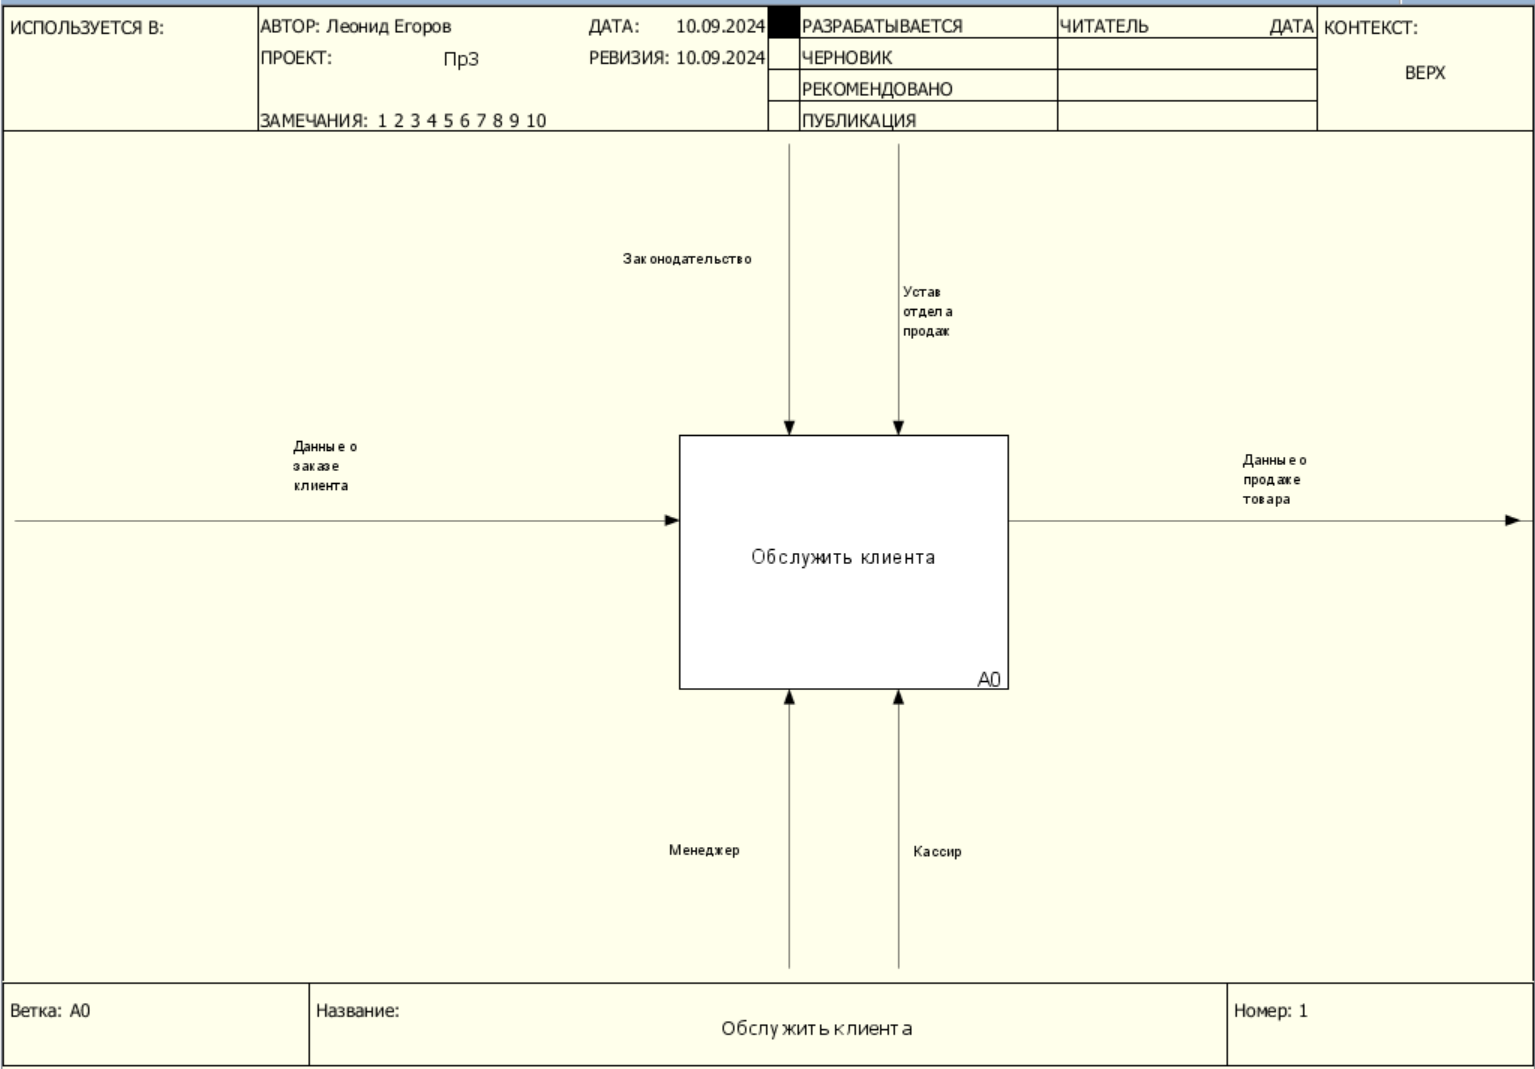 ИСПОЛЬЗУЕТСЯ В:
АВТОР: Леонид Егоров
ДАТА: 10.09.2024
ПРОЕКТ: Пр3
РЕВИЗИЯ: 10.09.2024
ЗАМЕЧАНИЯ: 1 2 3 4 5 6 7 8 9 10
РАЗРАБАТЫВАЕТСЯ
ЧЕРНОВИК
РЕКОМЕНДОВАНО
ПУБЛИКАЦИЯ
ЧИТАТЕЛЬ
ДАТА
КОНТЕКСТ:
ВЕРХ
Законодательство
Устав
отдела
продаж
Данные о
заказе
клиента
Данные о
продаже
товара
Обслужить клиента
A0
Менеджер
Кассир
Ветка: A0
Название:
Обслужить клиента
Номер: 1